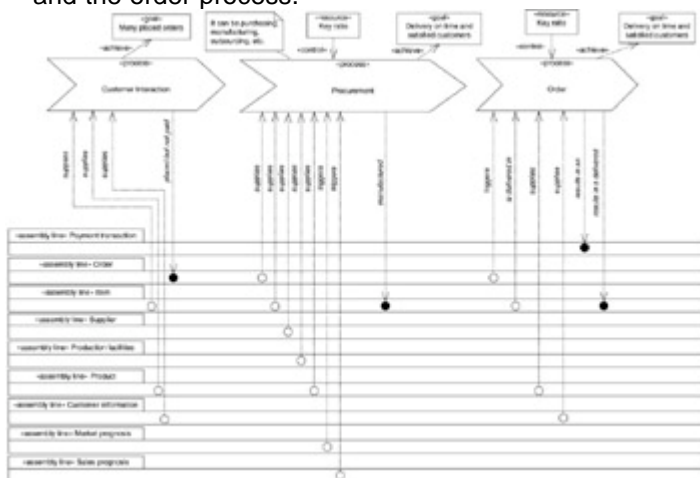 and the order process.
«goal»
Many placed orders
It can be purchasing,
manufacturing,
outsourcing, etc.
«resource»
Key ratio
«goal»
Delivery on time and
satisfied customers
«resource»
Key ratio
«goal»
Delivery on time and
satisfied customers
«achieve»
«control»
«achieve»
«control»
«achieve»
«process»
Customer Interaction
«process»
Procurement
«process»
Order
supplies
supplies
supplies
placed but not paid
supplies
supplies
supplies
supplies
triggers
triggers
manufactured
triggers
is delivered in
supplies
supplies
results in a
«assembly line» Payment transaction
«assembly line» Order
«assembly line» Item
«assembly line» Supplier
«assembly line» Production facilities
«assembly line» Product
«assembly line» Customer information
«assembly line» Market prognosis
«assembly line» Sales prognosis